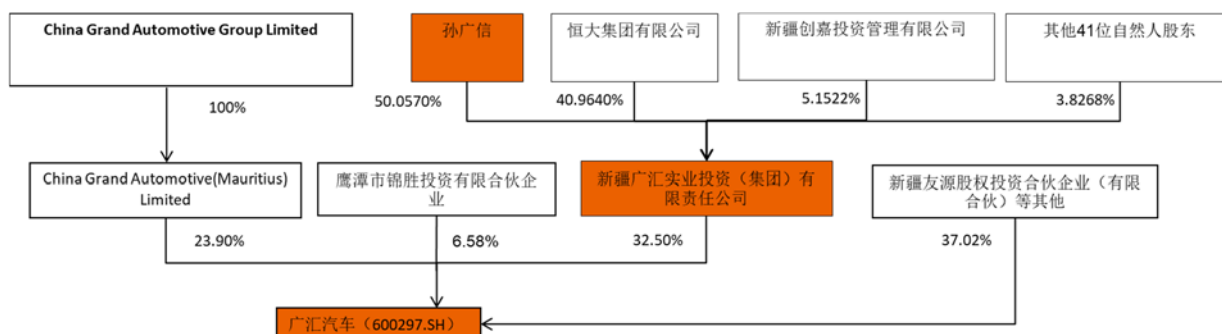 China Grand Automotive Group Limited
孙广信
恒大集团有限公司
新疆创嘉投资管理有限公司
其他41位自然人股东
100%
50.0570%
40.9640%
5.1522%
3.8268%
China Grand Automotive(Mauritius)
Limited
鹰潭市锦胜投资有限合伙企
业
新疆广汇实业投资（集团）有
限责任公司
新疆友源股权投资合伙企业（有限
合伙）等其他
23.90%
6.58%
32.50%
37.02%
广汇汽车（600297.SH）